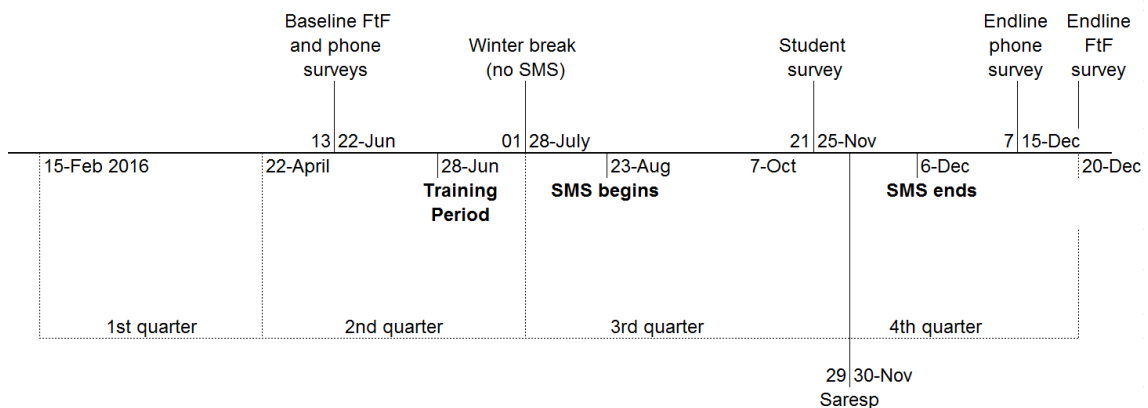 Baseline FtF
and phone
surveys
Winter break
(no SMS)
Student
survey
Endline
phone
survey
Endline
FtF
survey
13 22-Jun
01 28-July
21 25-Nov
7 15-Dec
15-Feb 2016
22-April
28-Jun
23-Aug
7-Oct
6-Dec
20-Dec
Training
Period
SMS begins
SMS ends
1st quarter
2nd quarter
3rd quarter
4th quarter
29 30-Nov
Saresp